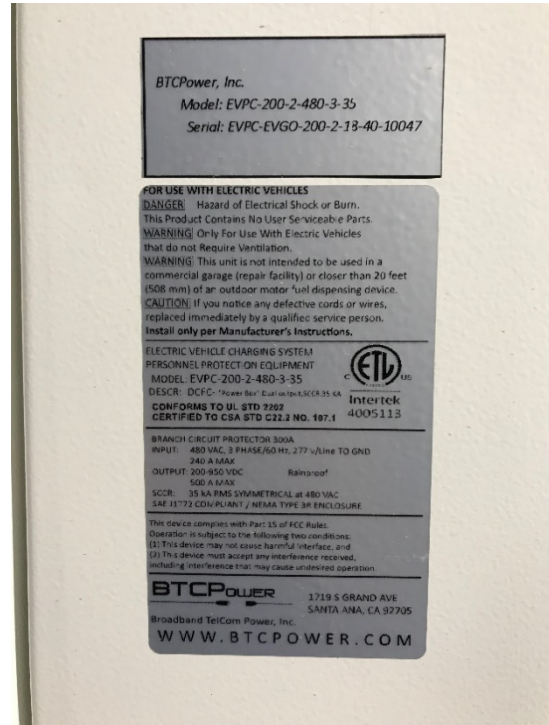 BTCPower, Inc.
Model: EVPC-200-2-480-3-35
Serial: EVPC-EVGO-200-2-18-40-10047
FOR USE WITH ELECTRIC VEHICLES
DANGER Hazard of Electrical Shock or Burn.
This Product Contains No User Serviceable Parts.
WARNING Only For Use With Electric Vehicles
that do not Require Ventilation.
WARNING This unit is not intended to be used in a
commercial garage (repair facility) or closer than 20 feet
(508 mm) of an outdoor motor fuel dispensing device.
CAUTION If you notice any defective cords or wires,
replaced immediately by a qualified service person.
Install only per Manufacturer's Instructions.
ELECTRIC VEHICLE CHARGING SYSTEM
PERSONNEL PROTECTION EQUIPMENT
MODEL: EVPC-200-2-480-3-35
DESCR: DCFC- "Power Box" Dual output,SCCR 35 kA
CONFORMS TO UL STD 2202
CERTIFIED TO CSA STD C22.2 NO. 107.1
C ETL US
Intertek
4005113
BRANCH CIRCUIT PROTECTOR 300A
INPUT: 480 VAC, 3 PHASE/60 Hz, 277 v/Line TO GND
240 A MAX
OUTPUT: 200-950 VDC Rainproof
500 A MAX
SCCR: 35 kA RMS SYMMETRICAL at 480 VAC
SAE J1772 COMPLIANT / NEMA TYPE 3R ENCLOSURE
This device complies with Part 15 of FCC Rules.
Operation is subject to the following two conditions:
(1) This device may not cause harmful interface, and
(2) This device must accept any interference received,
including interference that may cause undesired operation.
BTCPOWER
1719 S GRAND AVE
SANTA ANA, CA 92705
Broadband TelCom Power, Inc.
WWW.BTCPOWER.COM